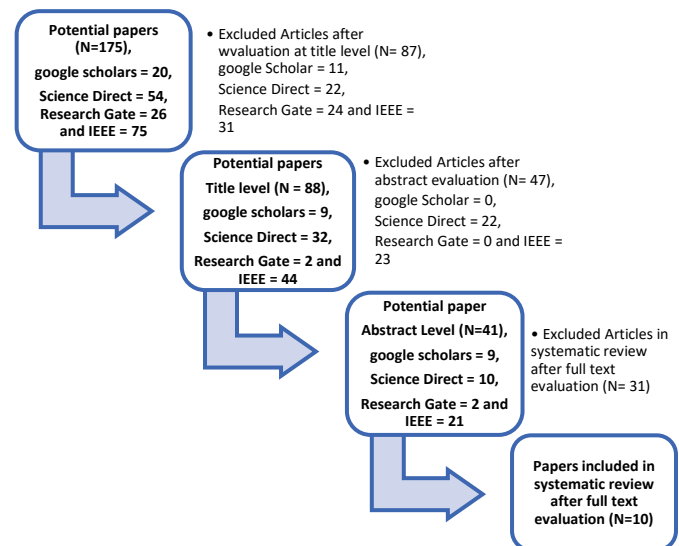 Potential papers
(N=175),
google scholars = 20,
Science Direct = 54,
Research Gate = 26
and IEEE = 75
• Excluded Articles after
wvaluation at title level (N= 87),
google Scholar = 11,
Science Direct = 22,
Research Gate = 24 and IEEE =
31
Potential papers
Title level (N = 88),
google scholars = 9,
Science Direct = 32,
Research Gate = 2 and
IEEE = 44
• Excluded Articles after
abstract evaluation (N= 47),
google Scholar = 0,
Science Direct = 22,
Research Gate = 0 and IEEE =
23
Potential paper
Abstract Level (N=41),
google scholars = 9,
Science Direct = 10,
Research Gate = 2 and
IEEE = 21
• Excluded Articles in
systematic review
after full text
evaluation (N= 31)
Papers included in
systematic review
after full text
evaluation (N=10)